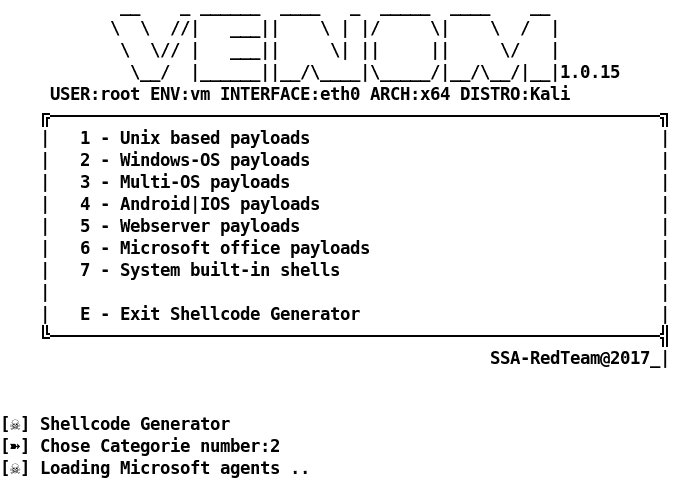 VENOM 1.0.15
USER:root ENV:vm INTERFACE:eth0 ARCH:x64 DISTRO:Kali
1 - Unix based payloads
2 - Windows-OS payloads
3 - Multi-OS payloads
4 - Android|IOS payloads
5 - Webserver payloads
6 - Microsoft office payloads
7 - System built-in shells
E - Exit Shellcode Generator
SSA-RedTeam@2017_|
[☠] Shellcode Generator
[➽] Chose Categorie number:2
[☠] Loading Microsoft agents ..